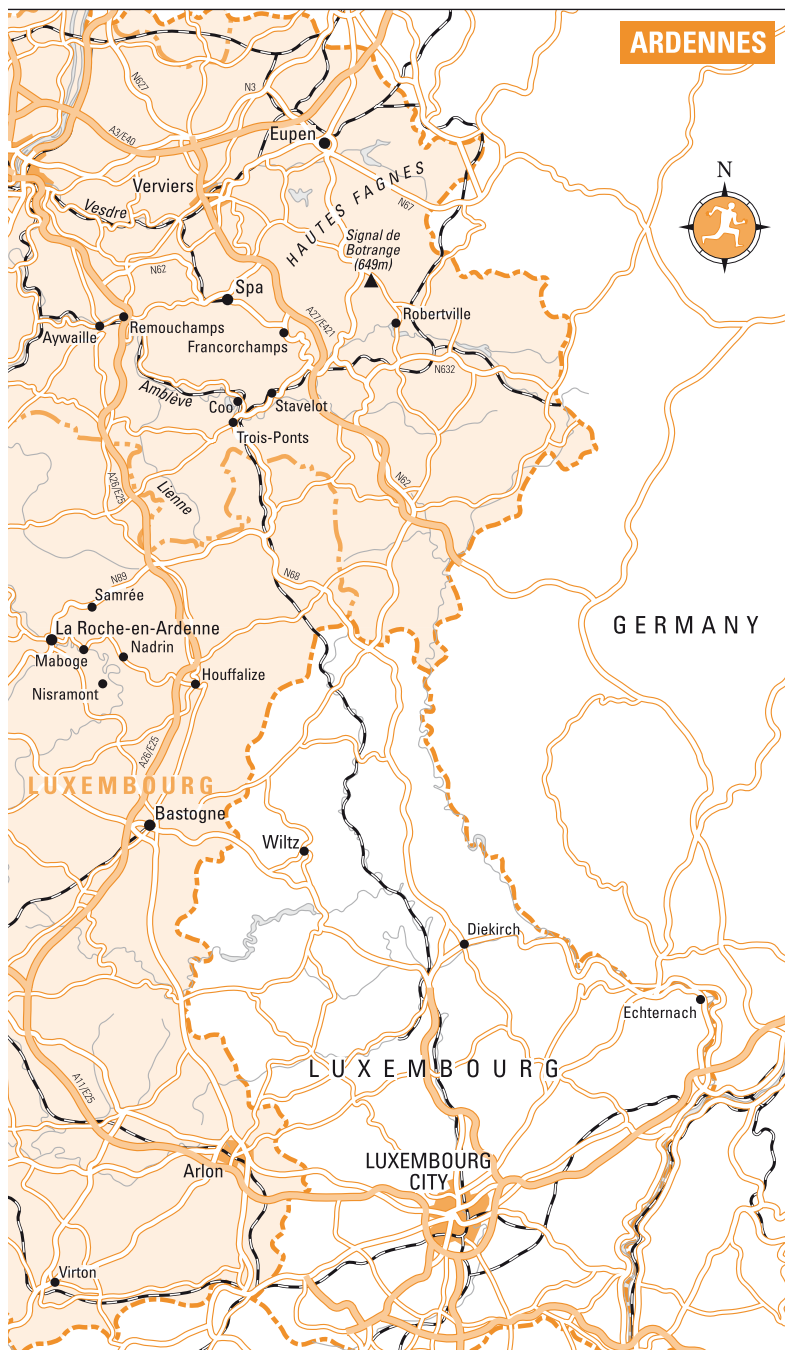 ARDENNES
N627
N3
A3/E40
Eupen
N
Verviers
HAUTES FAGNES
Vesdre
N67
Signal de
Botrange
(649m)
N62
Spa
A27/E421
Robertville
Remouchamps
Aywaille
Francorchamps
N632
Amblève
Coo
Stavelot
Trois-Ponts
A26/E25
Lienne
N62
N89
N68
Samrée
La Roche-en-Ardenne
GERMANY
Maboge
Nadrin
Nisramont
Houffalize
A26/E25
LUXEMBOURG
Bastogne
Wiltz
Diekirch
Echternach
LUXEMBOURG
A11/E25
Arlon
LUXEMBOURG
CITY
Virton